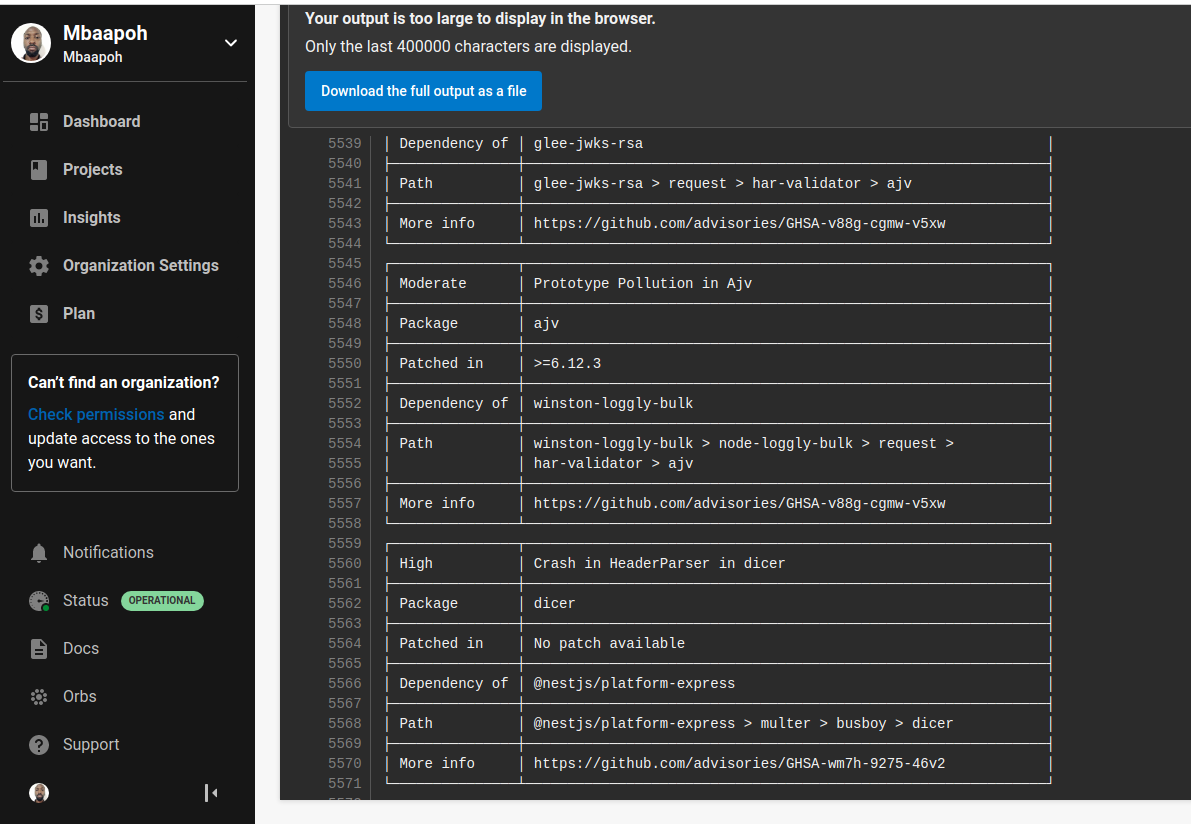 Mbaapoh
Mbaapoh
Dashboard
Projects
Insights
Organization Settings
Plan
Can't find an organization?
Check permissions and
update access to the ones
you want.
Notifications
Status OPERATIONAL
Docs
Orbs
Support
Your output is too large to display in the browser.
Only the last 400000 characters are displayed.
Download the full output as a file
5539 Dependency of glee-jwks-rsa
5540
5541 Path glee-jwks-rsa > request > har-validator > ajv
5542
5543 More info https://github.com/advisories/GHSA-v88g-cgmw-v5xw
5544
5545
5546 Moderate Prototype Pollution in Ajv
5547
5548 Package ajv
5549
5550 Patched in >=6.12.3
5551
5552 Dependency of winston-loggly-bulk
5553
5554 Path winston-loggly-bulk > node-loggly-bulk > request >
5555 har-validator > ajv
5556
5557 More info https://github.com/advisories/GHSA-v88g-cgmw-v5xw
5558
5559
5560 High Crash in HeaderParser in dicer
5561
5562 Package dicer
5563
5564 Patched in No patch available
5565
5566 Dependency of @nestjs/platform-express
5567
5568 Path @nestjs/platform-express > multer > busboy > dicer
5569
5570 More info https://github.com/advisories/GHSA-wm7h-9275-46v2
5571